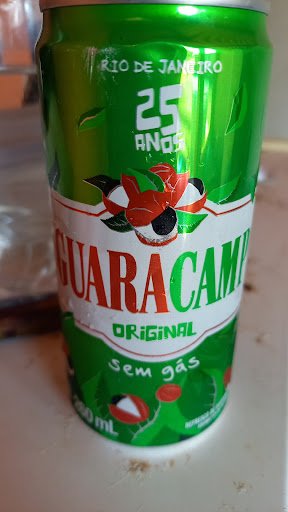 RIO DE JANEIRO
25
ANOS
GUARACAMP
ORIGINAL
sem gás